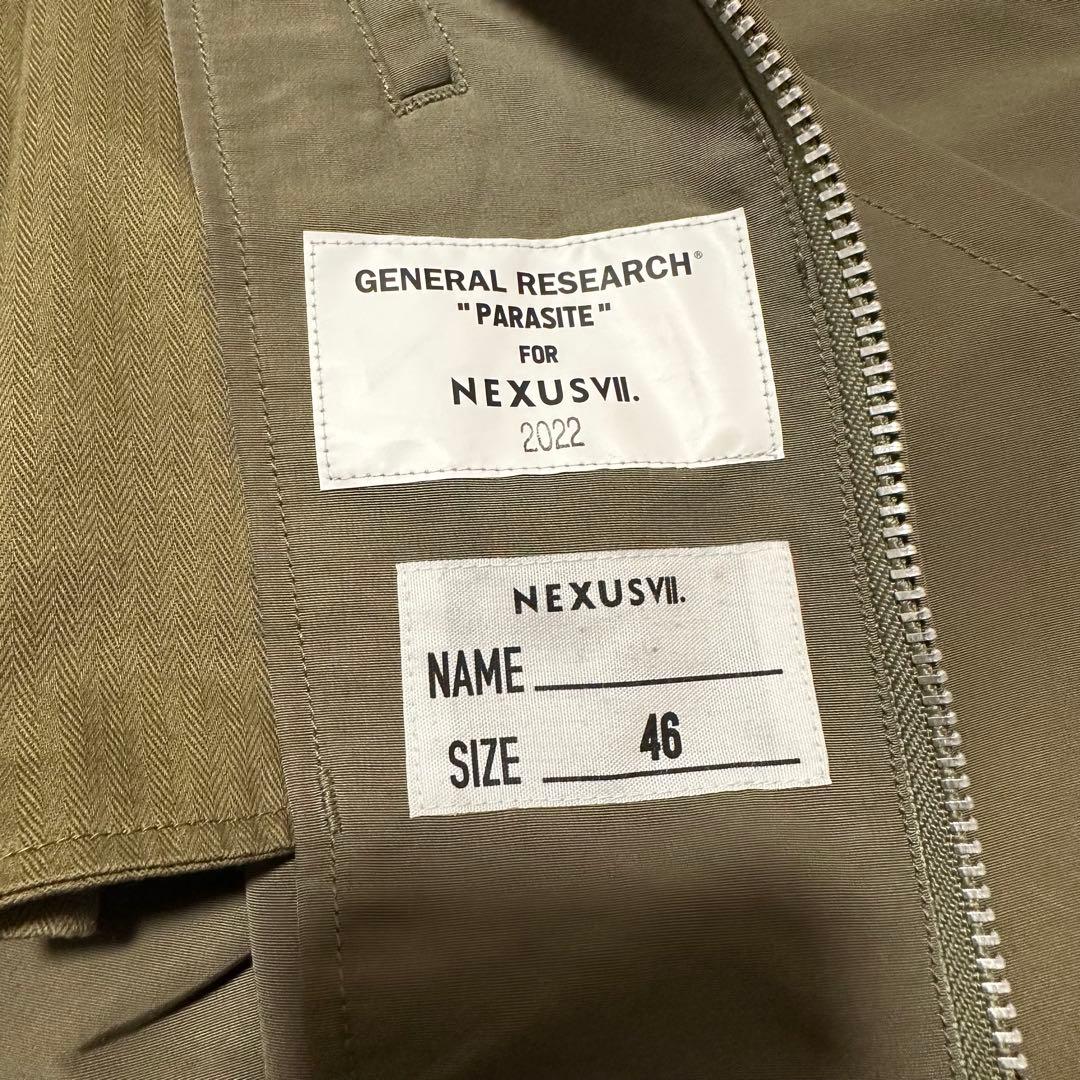 GENERAL RESEARCH®
"PARASITE"
FOR
NEXUSVII.
2022
NEXUSVII.
NAME
SIZE 46